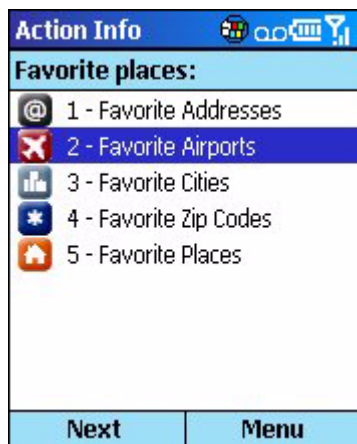 Action Info
Favorite places:
@ 1 - Favorite Addresses
2 - Favorite Airports
3 - Favorite Cities
* 4 - Favorite Zip Codes
5 - Favorite Places
Next Menu